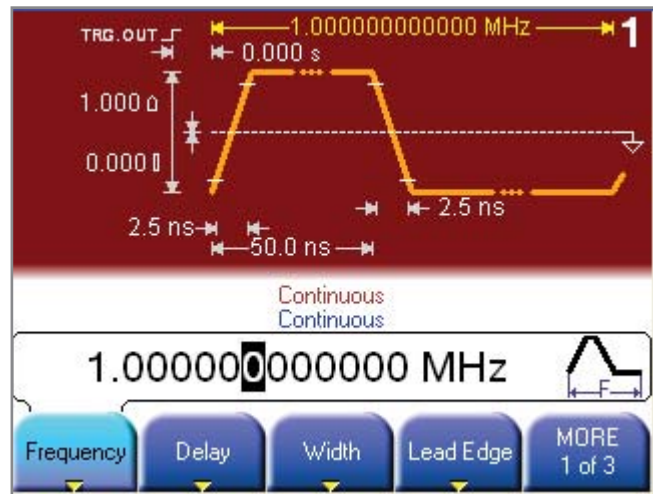 TRG.OUT 1.000000000000 MHz 1
0.000 s
1.000
0.000
2.5 ns 2.5 ns
50.0 ns
Continuous
Continuous
1.000000000000 MHz
F
Frequency Delay Width Lead Edge MORE
1 of 3